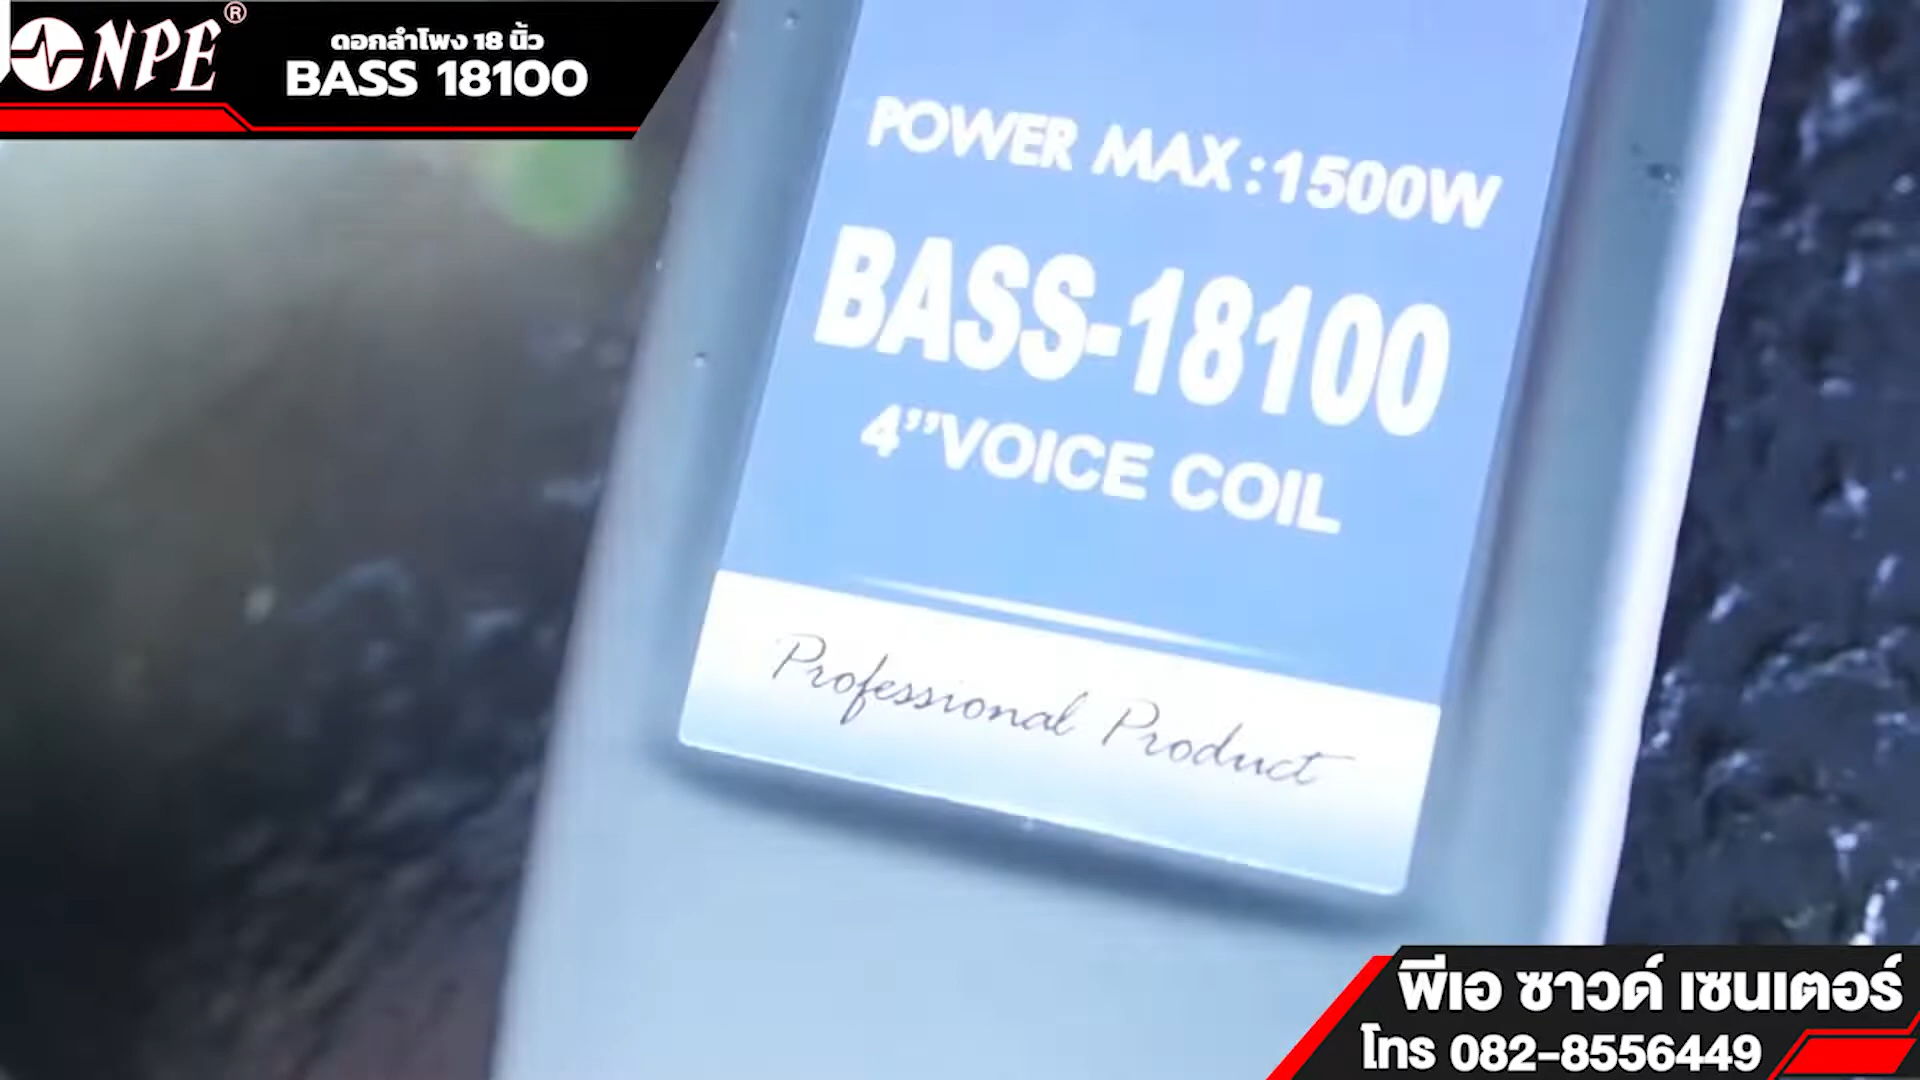 NPE®
ดอกลำโพง 18 นิ้ว
BASS 18100
POWER MAX : 1500W
BASS-18100
4’’VOICE COIL
Professional Product
พีเอ ซาวด์ เซนเตอร์
โทร 082-8556449